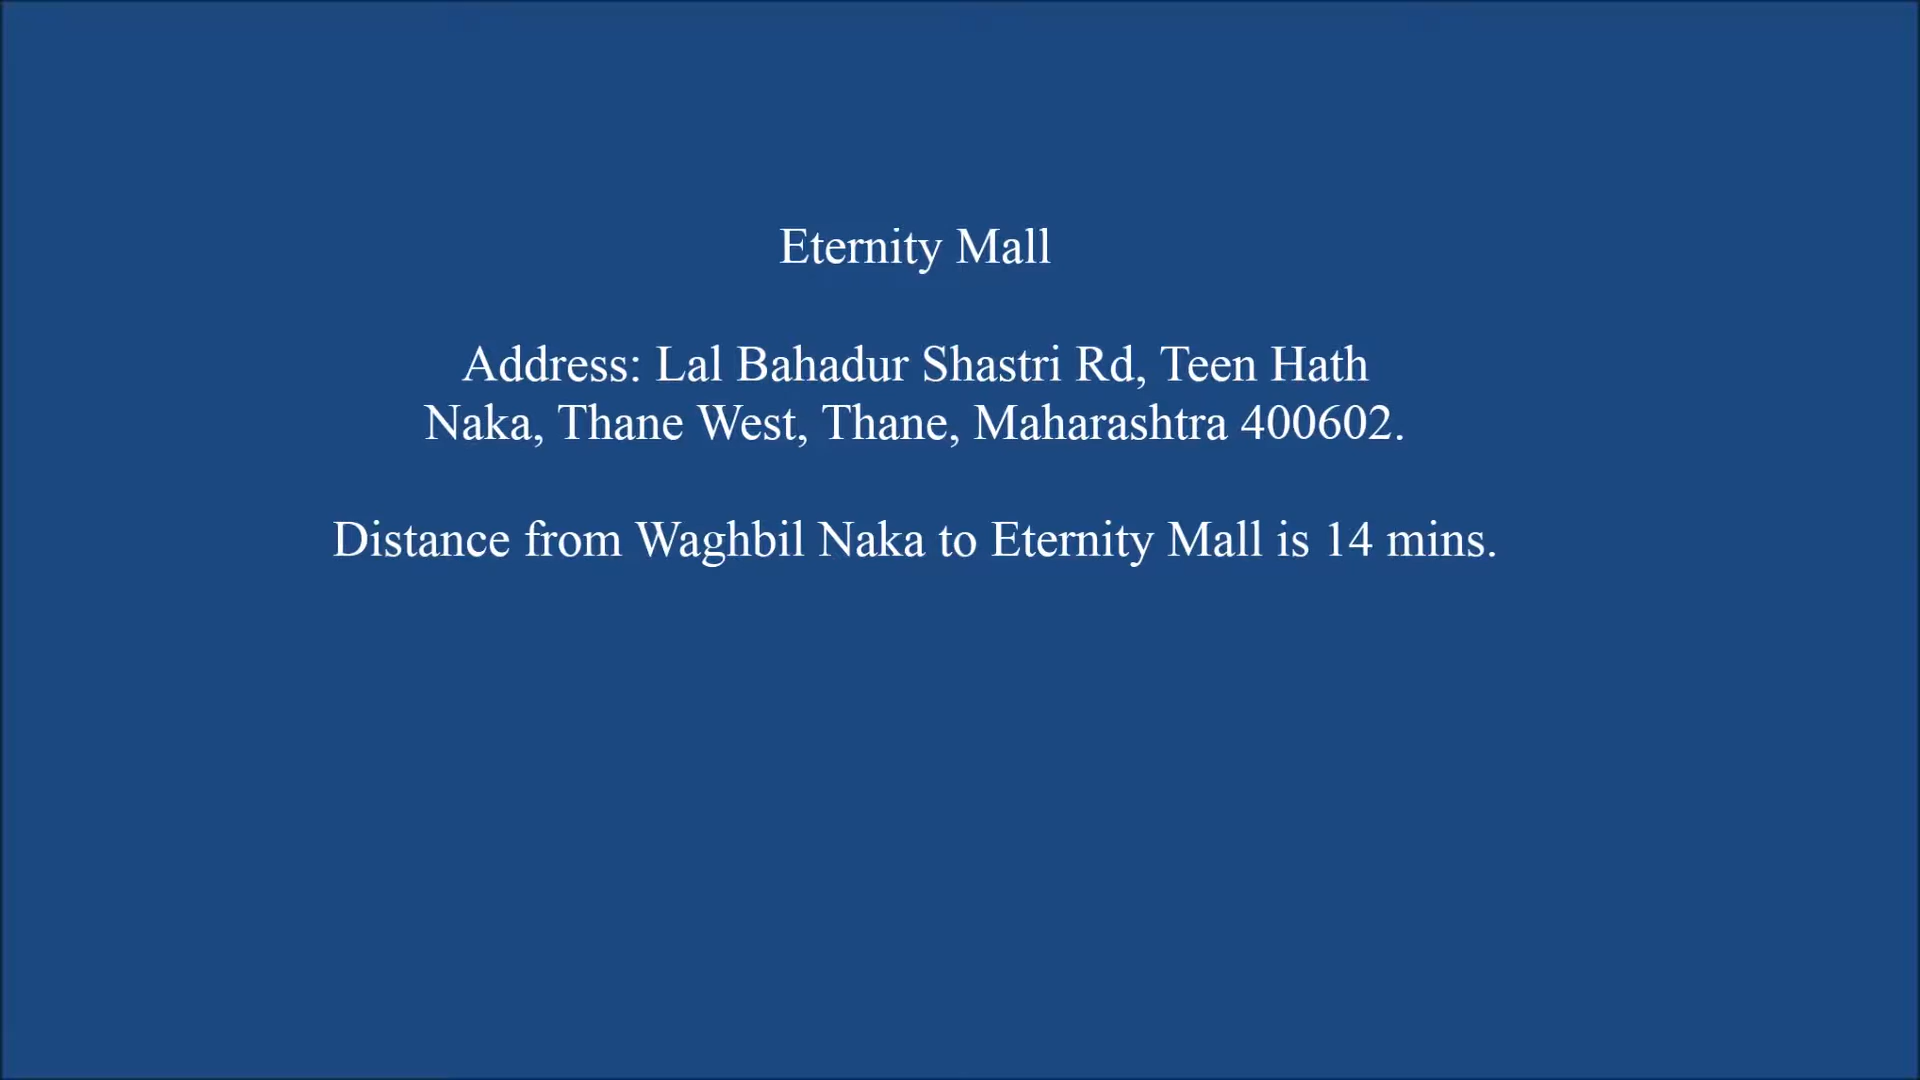 Eternity Mall
Address: Lal Bahadur Shastri Rd, Teen Hath
Naka, Thane West, Thane, Maharashtra 400602.
Distance from Waghbil Naka to Eternity Mall is 14 mins.